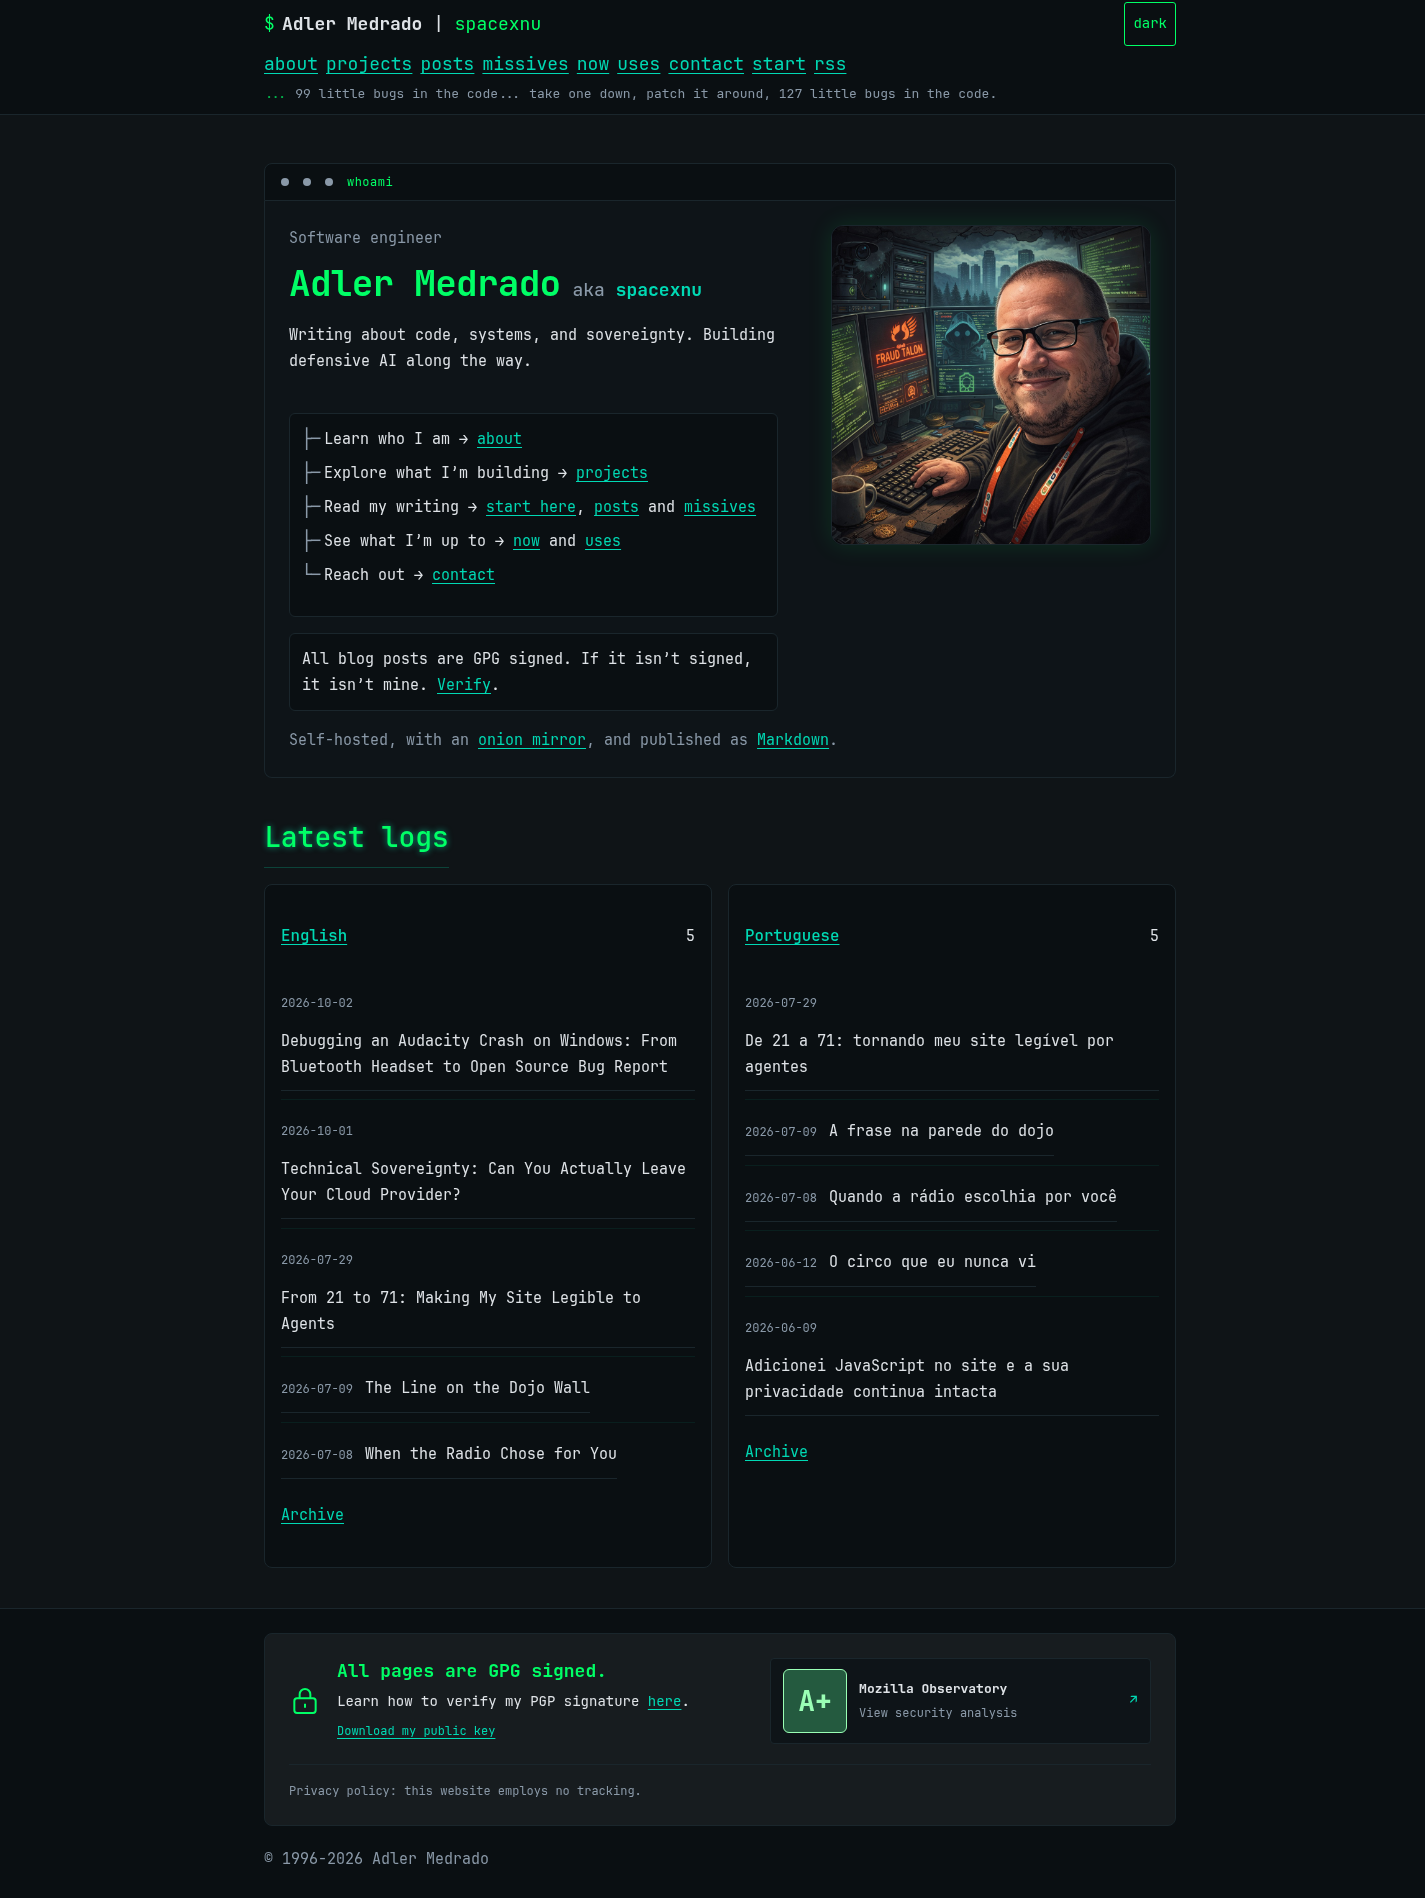 $ Adler Medrado | spacexnu
dark
about projects posts missives now uses contact start rss
... 99 little bugs in the code... take one down, patch it around, 127 little bugs in the code.
whoami
Software engineer
Adler Medrado aka spacexnu
Writing about code, systems, and sovereignty. Building
defensive AI along the way.
FRAUD TALON
├─ Learn who I am → about
├─ Explore what I’m building → projects
├─ Read my writing → start here, posts and missives
├─ See what I’m up to → now and uses
└─ Reach out → contact
All blog posts are GPG signed. If it isn’t signed,
it isn’t mine. Verify.
Self-hosted, with an onion mirror, and published as Markdown.
Latest logs
English 5
2026-10-02
Debugging an Audacity Crash on Windows: From
Bluetooth Headset to Open Source Bug Report
2026-10-01
Technical Sovereignty: Can You Actually Leave
Your Cloud Provider?
2026-07-29
From 21 to 71: Making My Site Legible to
Agents
2026-07-09 The Line on the Dojo Wall
2026-07-08 When the Radio Chose for You
Archive
Portuguese 5
2026-07-29
De 21 a 71: tornando meu site legível por
agentes
2026-07-09 A frase na parede do dojo
2026-07-08 Quando a rádio escolhia por você
2026-06-12 O circo que eu nunca vi
2026-06-09
Adicionei JavaScript no site e a sua
privacidade continua intacta
Archive
All pages are GPG signed.
Learn how to verify my PGP signature here.
Download my public key
A+
Mozilla Observatory
View security analysis
↗
Privacy policy: this website employs no tracking.
© 1996-2026 Adler Medrado